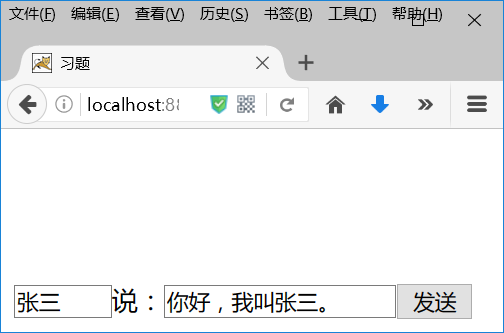 文件(F) 编辑(E) 查看(V) 历史(S) 书签(B) 工具(T) 帮助(H)
习题
localhost:88
张三 说：你好，我叫张三。 发送